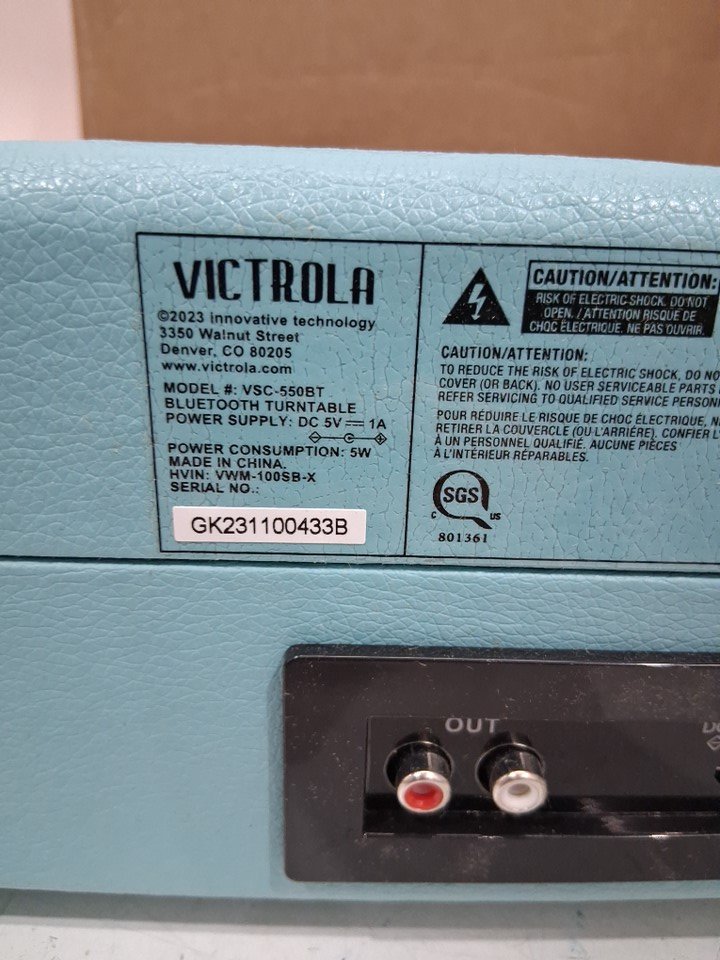 VICTROLA
©2023 innovative technology
3350 Walnut Street
Denver, CO 80205
www.victrola.com
MODEL #: VSC-550BT
BLUETOOTH TURNTABLE
POWER SUPPLY: DC 5V 1A
POWER CONSUMPTION: 5W
MADE IN CHINA.
HVIN: VWM-100SB-X
SERIAL NO.:
GK231100433B
CAUTION/ATTENTION:
RISK OF ELECTRIC SHOCK. DO NOT
OPEN. / ATTENTION RISQUE DE
CHOC ÉLECTRIQUE. NE PAS OUVRIR.
CAUTION/ATTENTION:
TO REDUCE THE RISK OF ELECTRIC SHOCK, DO NO
COVER (OR BACK). NO USER SERVICEABLE PARTS
REFER SERVICING TO QUALIFIED SERVICE PERSON
POUR RÉDUIRE LE RISQUE DE CHOC ÉLECTRIQUE, N
RETIRER LA COUVERCLE (OU L'ARRIÉRE). CONFIER L
À UN PERSONNEL QUALIFIÉ. AUCUNE PIÈCES
À L'INTÉRIEUR RÉPARABLES.
SGS
C US
801361
OUT